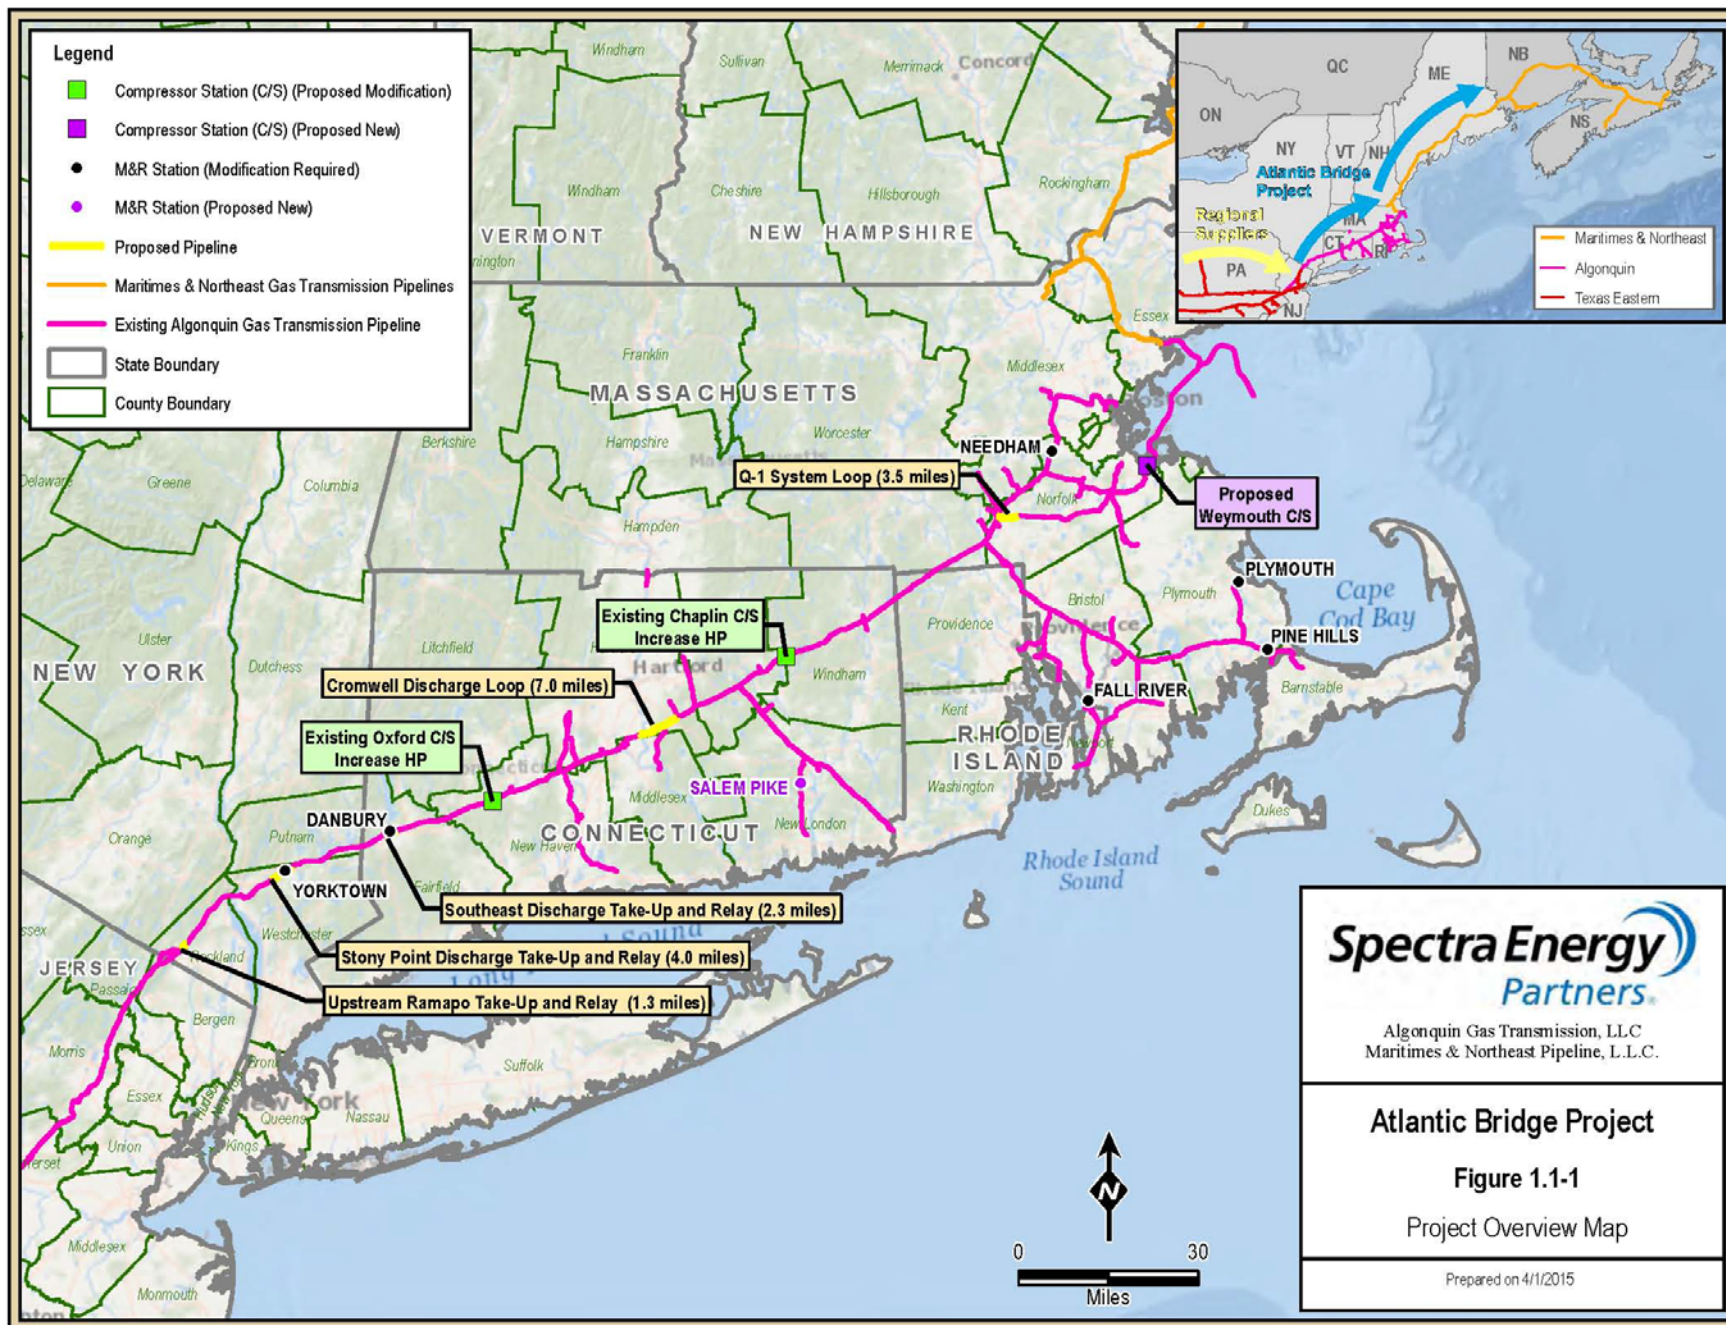 Legend
Compressor Station (C/S) (Proposed Modification)
Compressor Station (C/S) (Proposed New)
M&R Station (Modification Required)
M&R Station (Proposed New)
Proposed Pipeline
Maritimes & Northeast Gas Transmission Pipelines
Existing Algonquin Gas Transmission Pipeline
State Boundary
County Boundary
QC
NB
ME
ON
NS
NY
VT
NH
Atlantic Bridge
Project
MA
Regional
Suppliers
CT
RI
PA
NJ
Maritimes & Northeast
Algonquin
Texas Eastern
Windham
Sullivan
Merrimack
Concord
Windham
Cheshire
Hillsborough
Rockingham
VERMONT
NEW HAMPSHIRE
Essex
Franklin
Middlesex
MASSACHUSETTS
Worcester
Berkshire
Hampshire
NEEDHAM
Q-1 System Loop (3.5 miles)
Delaware
Greene
Columbia
Norfolk
Proposed
Weymouth C/S
Hampden
PLYMOUTH
Cape
Cod Bay
Bristol
Plymouth
Existing Chaplin C/S
Increase HP
Providence
Providence
Ulster
Litchfield
PINE HILLS
NEW YORK
Dutchess
Hartford
Windham
Barnstable
Cromwell Discharge Loop (7.0 miles)
FALL RIVER
Kent
RHODE
ISLAND
Newport
Existing Oxford C/S
Increase HP
SALEM PIKE
Washington
Middlesex
Dukes
DANBURY
New London
Orange
Putnam
New Haven
CONNECTICUT
Rhode Island
Sound
YORKTOWN
Fairfield
Southeast Discharge Take-Up and Relay (2.3 miles)
Westchester
Stony Point Discharge Take-Up and Relay (4.0 miles)
Rockland
JERSEY
Passaic
Upstream Ramapo Take-Up and Relay (1.3 miles)
Bergen
Morris
Suffolk
Essex
New York
Queens
Nassau
Union
Kings
Middlesex
Monmouth
N
0 30
Miles
Spectra Energy
Partners
Algonquin Gas Transmission, LLC
Maritimes & Northeast Pipeline, L.L.C.
Atlantic Bridge Project
Figure 1.1-1
Project Overview Map
Prepared on 4/1/2015